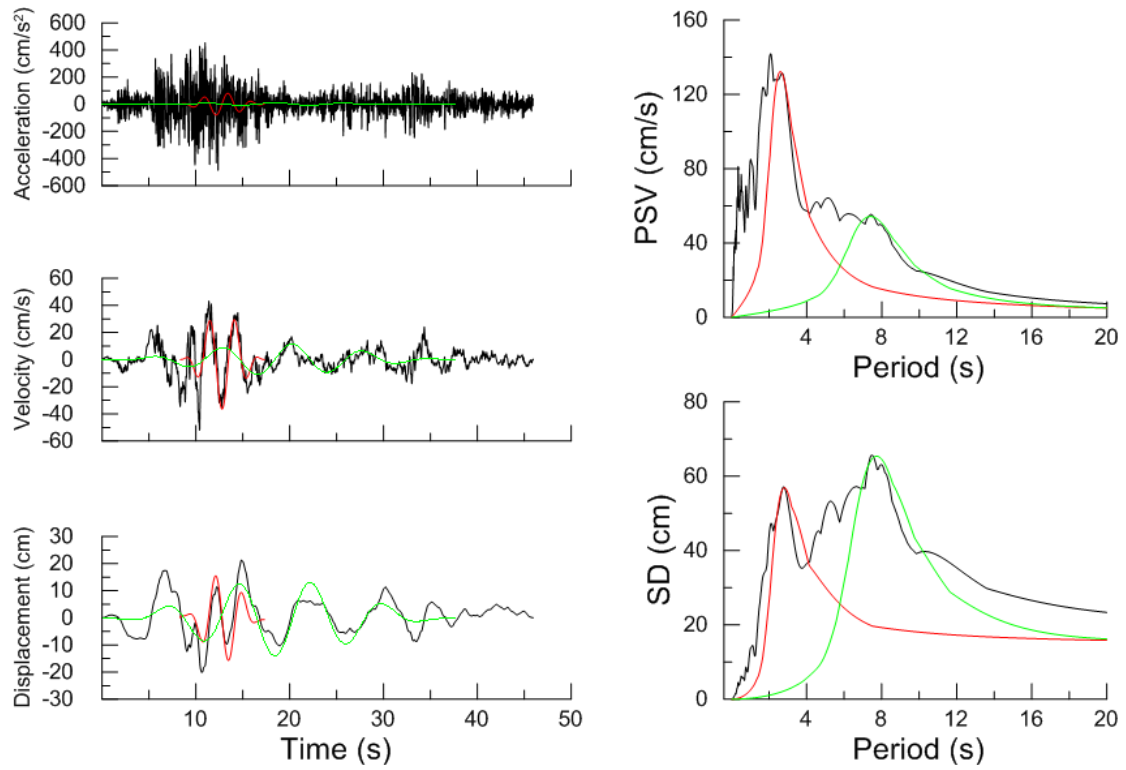 Acceleration (cm/s²)
600
400
200
0
-200
-400
-600
Velocity (cm/s)
60
40
20
0
-20
-40
-60
Displacement (cm)
30
20
10
0
-10
-20
-30
10 20 30 40 50
Time (s)
PSV (cm/s)
160
120
80
40
0
4 8 12 16 20
Period (s)
SD (cm)
80
60
40
20
0
4 8 12 16 20
Period (s)